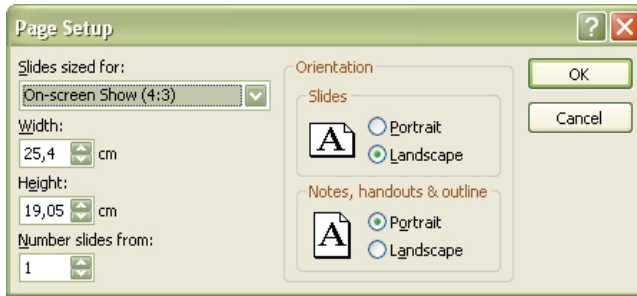 Page Setup
Slides sized for:
On-screen Show (4:3)
Width:
25,4 cm
Height:
19,05 cm
Number slides from:
1
Orientation
Slides
A
Portrait
Landscape
Notes, handouts & outline
A
Portrait
Landscape
OK
Cancel